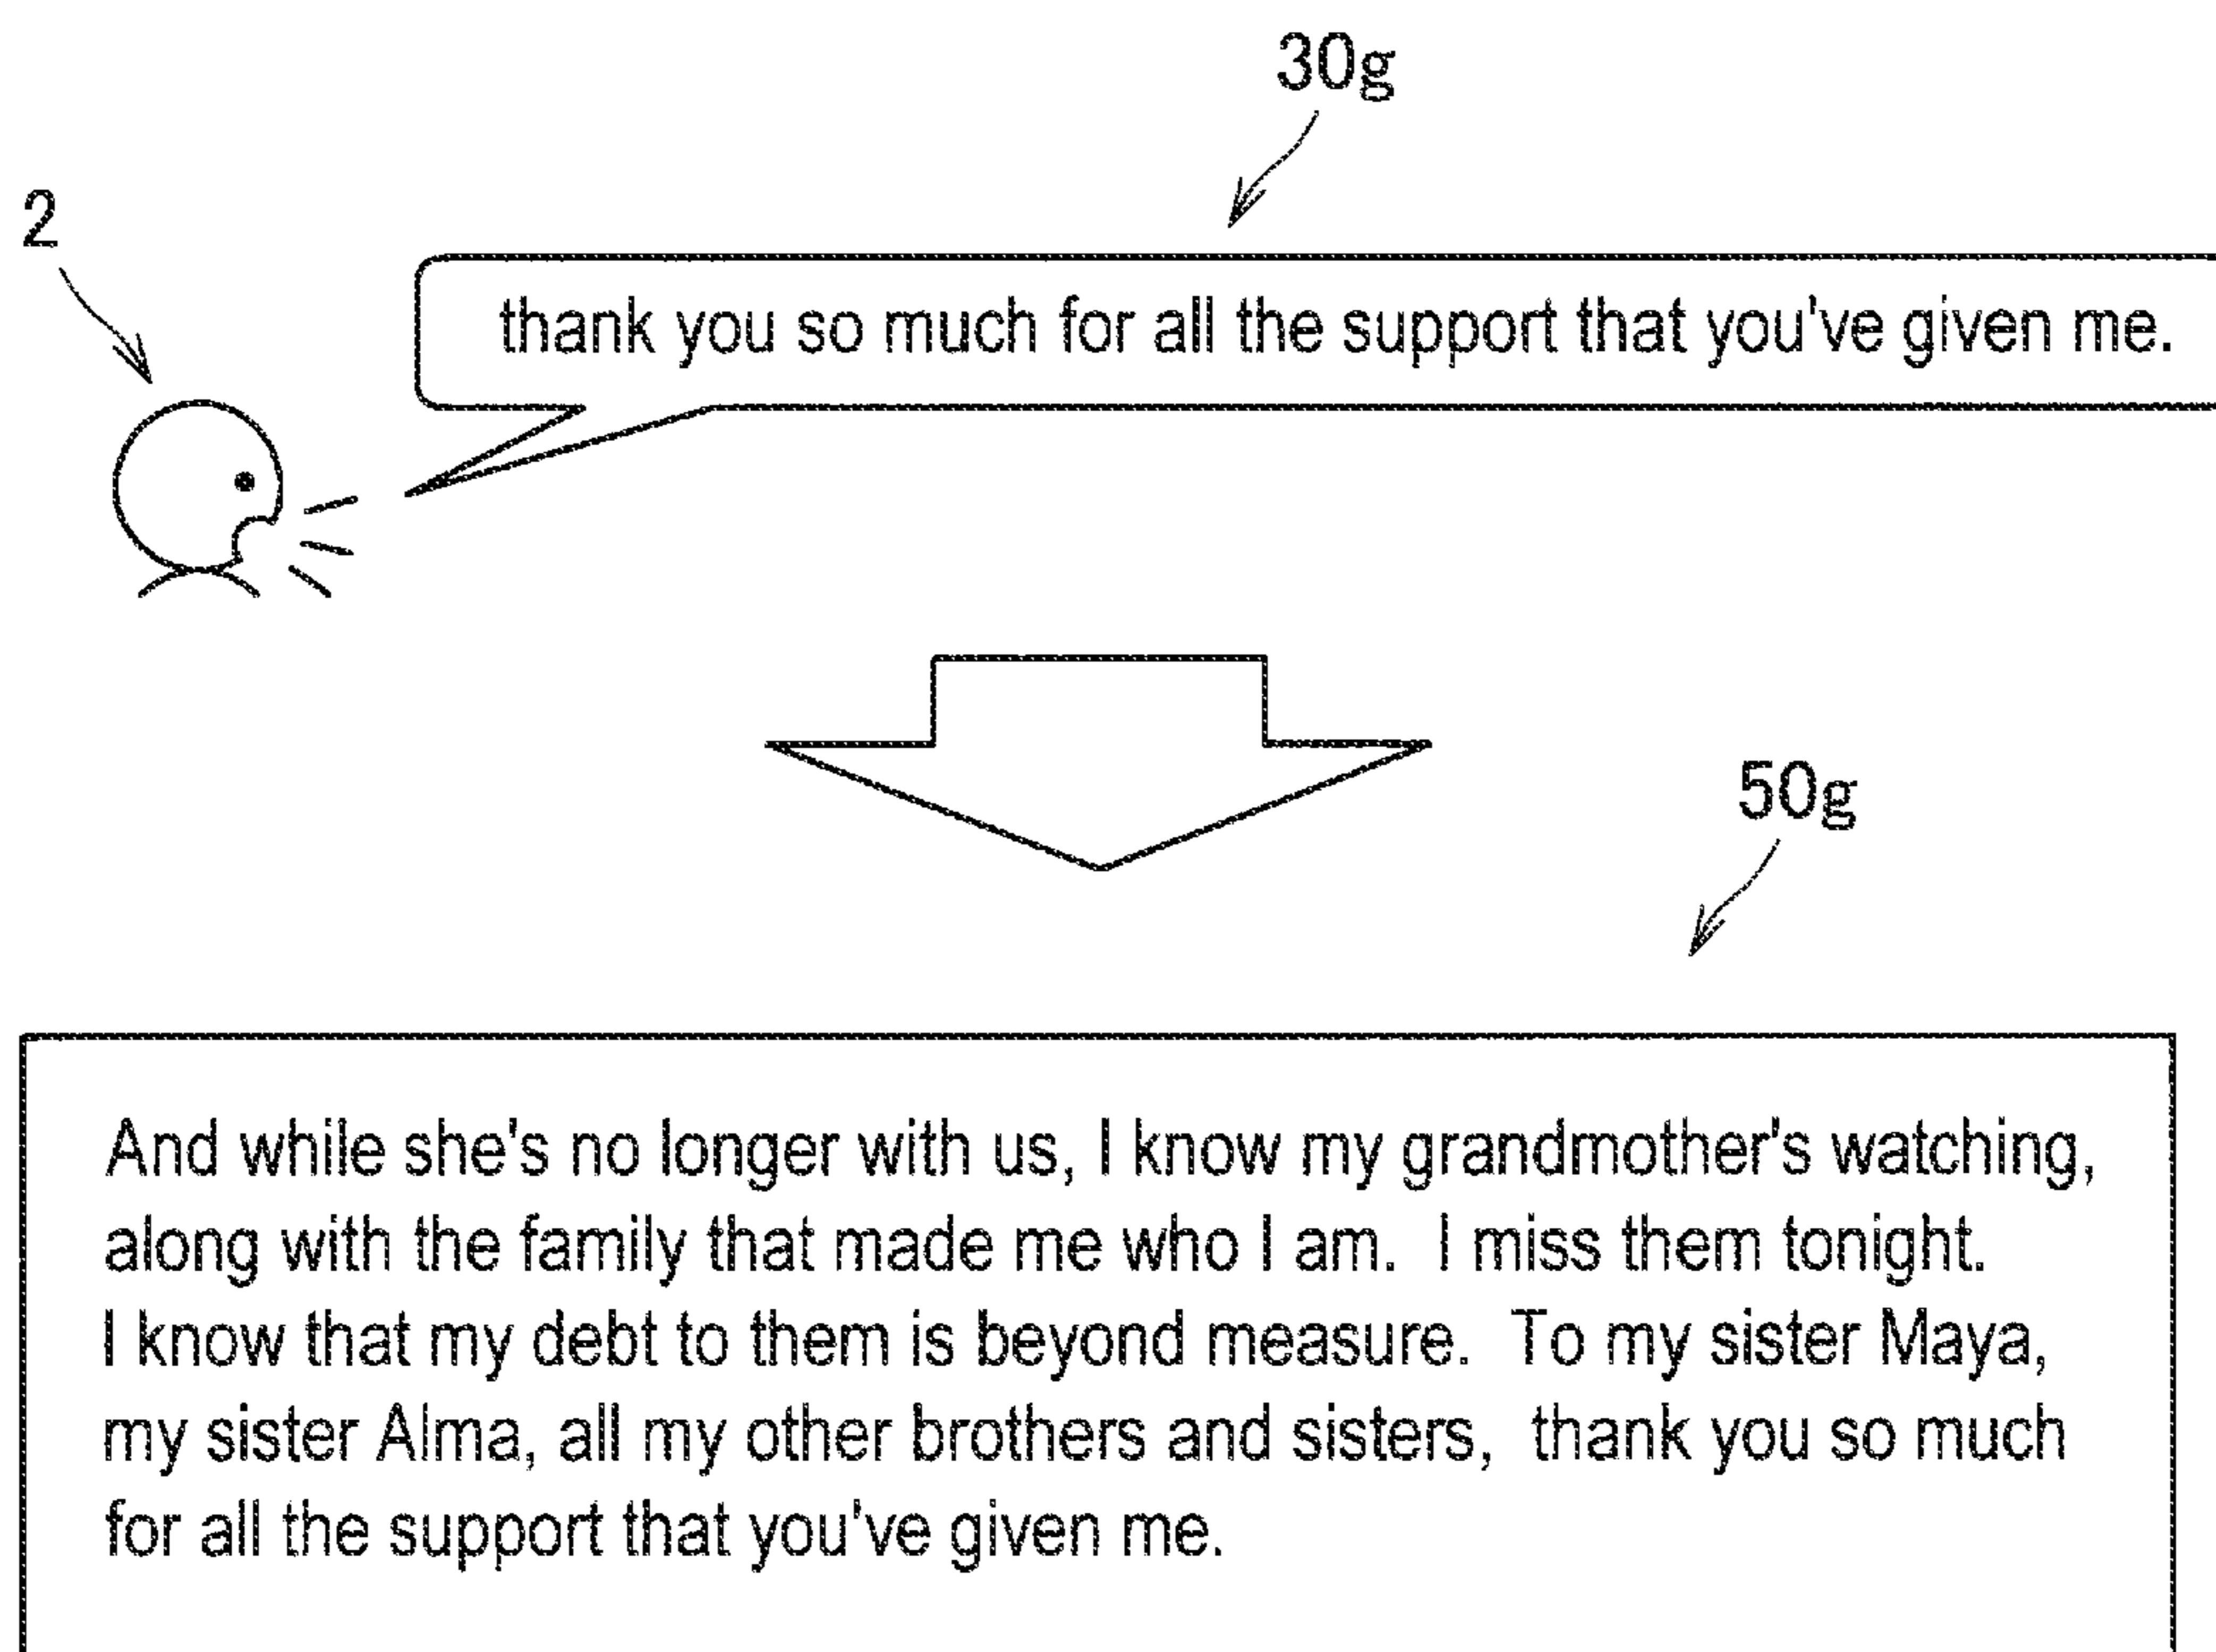 30g
2
thank you so much for all the support that you've given me.
50g
And while she's no longer with us, I know my grandmother's watching,
along with the family that made me who I am.  I miss them tonight.
I know that my debt to them is beyond measure.  To my sister Maya,
my sister Alma, all my other brothers and sisters,  thank you so much
for all the support that you've given me.